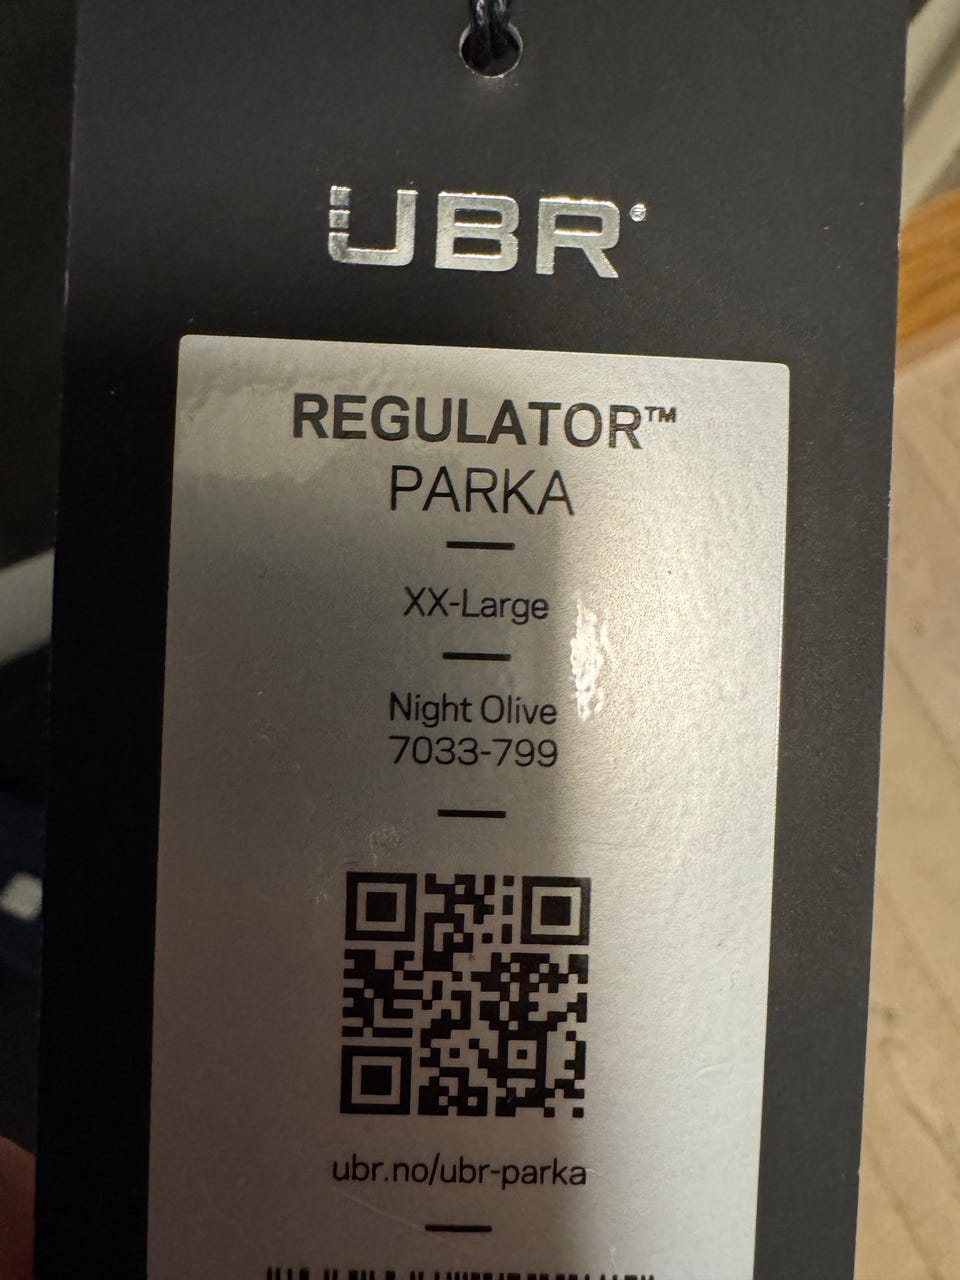 UBR®
REGULATOR™
PARKA
XX-Large
Night Olive
7033-799
ubr.no/ubr-parka